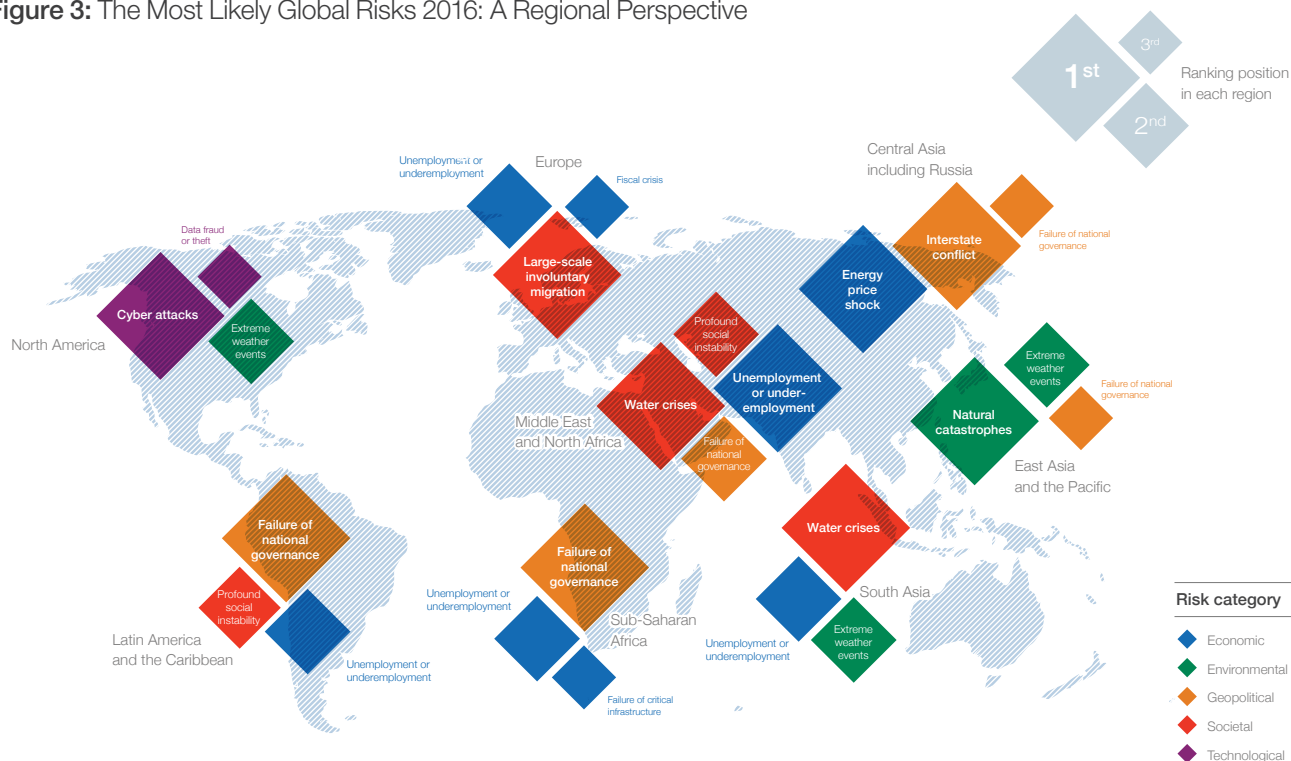 Figure 3: The Most Likely Global Risks 2016: A Regional Perspective
1st
3rd
2nd
Ranking position
in each region
Central Asia
including Russia
Interstate
conflict
Failure of national
governance
Energy
price
shock
Unemployment or
underemployment
Europe
Fiscal crisis
Large-scale
involuntary
migration
Data fraud
or theft
Cyber attacks
Extreme
weather
events
North America
Profound
social
instability
Water crises
Unemployment
or under-
employment
Failure of
national
governance
Middle East
and North Africa
Extreme
weather
events
Failure of national
governance
Natural
catastrophes
East Asia
and the Pacific
Failure of
national
governance
Profound
social
instability
Unemployment or
underemployment
Latin America
and the Caribbean
Failure of
national
governance
Unemployment or
underemployment
Sub-Saharan
Africa
Failure of critical
infrastructure
Water crises
South Asia
Unemployment or
underemployment
Extreme
weather
events
Risk category
Economic
Environmental
Geopolitical
Societal
Technological